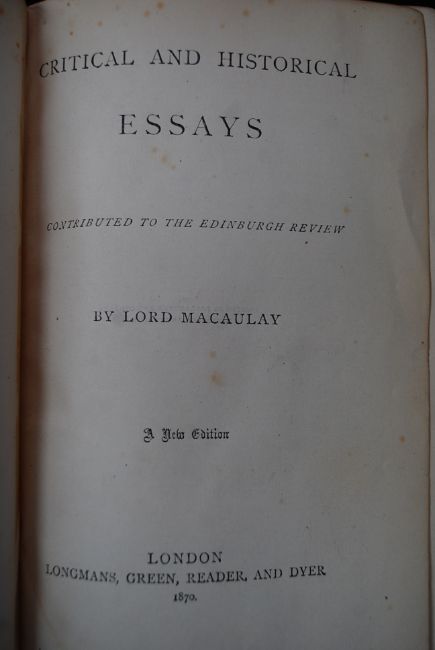 CRITICAL AND HISTORICAL
ESSAYS
CONTRIBUTED TO THE EDINBURGH REVIEW
BY LORD MACAULAY
A New Edition
LONDON
LONGMANS, GREEN, READER, AND DYER
1870.